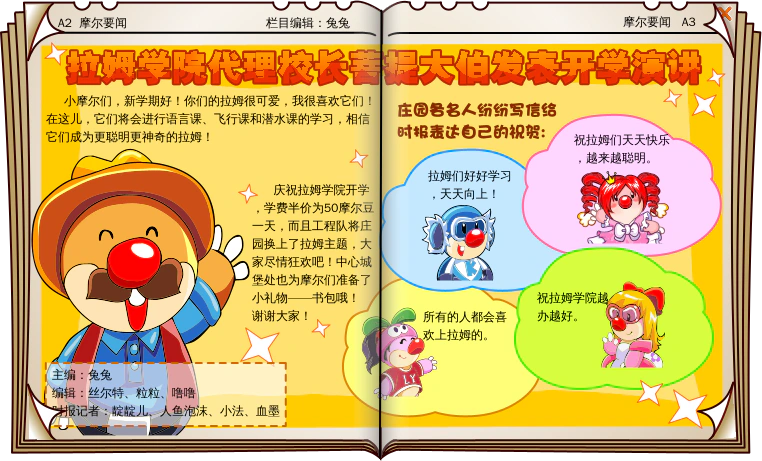 A2 摩尔要闻
栏目编辑：兔兔
摩尔要闻 A3
拉姆学院代理校长菩提大伯发表开学演讲
小摩尔们，新学期好！你们的拉姆很可爱，我很喜欢它们！
在这儿，它们将会进行语言课、飞行课和潜水课的学习，相信
它们成为更聪明更神奇的拉姆！
庆祝拉姆学院开学
，学费半价为50摩尔豆
一天，而且工程队将庄
园换上了拉姆主题，大
家尽情狂欢吧！中心城
堡处也为摩尔们准备了
小礼物——书包哦！
谢谢大家！
主编：兔兔
编辑：丝尔特、粒粒、噜噜
时报记者：靛靛儿、人鱼泡沫、小法、血墨
庄园著名人纷纷写信给
时报表达自己的祝贺：
祝拉姆们天天快乐
，越来越聪明。
拉姆们好好学习
，天天向上！
祝拉姆学院越
办越好。
所有的人都会喜
欢上拉姆的。
LY